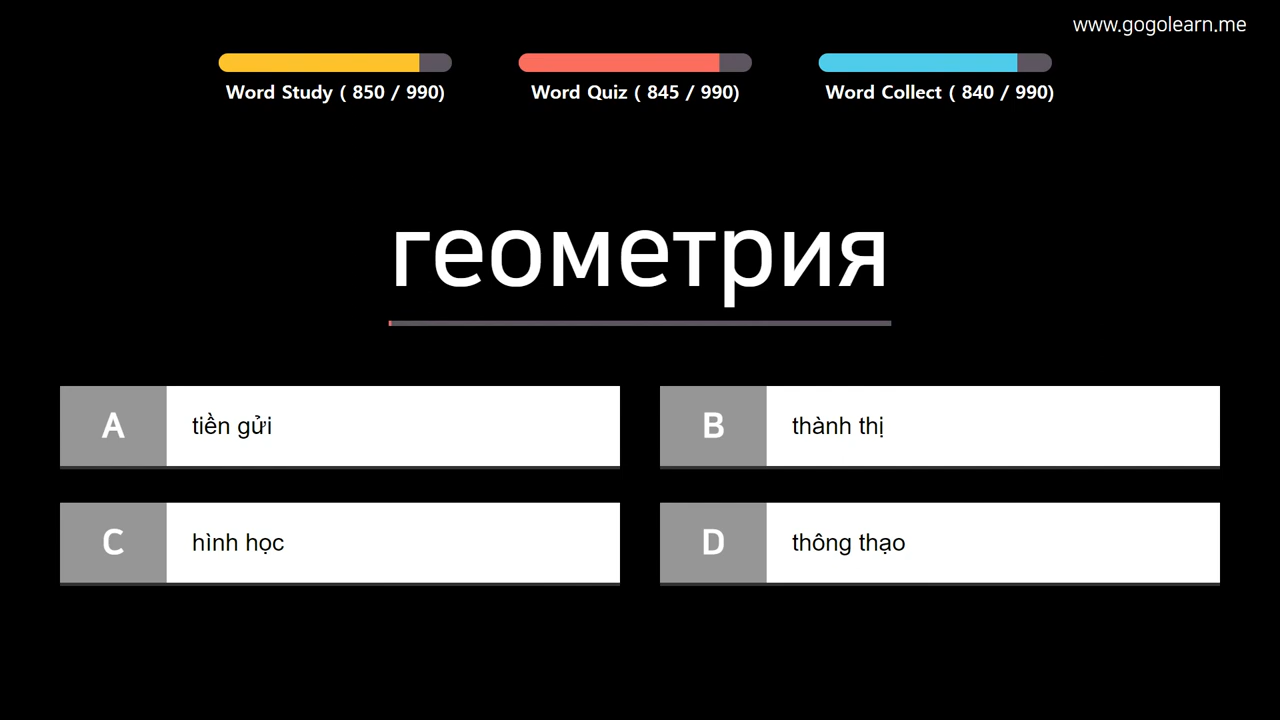 www.gogolearn.me
Word Study ( 850 / 990)
Word Quiz ( 845 / 990)
Word Collect ( 840 / 990)
геометрия
A
tiền gửi
B
thành thị
C
hình học
D
thông thạo